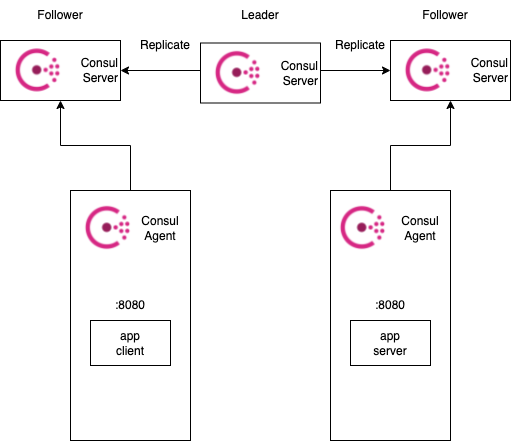 Follower
Leader
Follower
Consul
Server
Replicate
Consul
Server
Replicate
Consul
Server
Consul
Agent
:8080
app
client
Consul
Agent
:8080
app
server